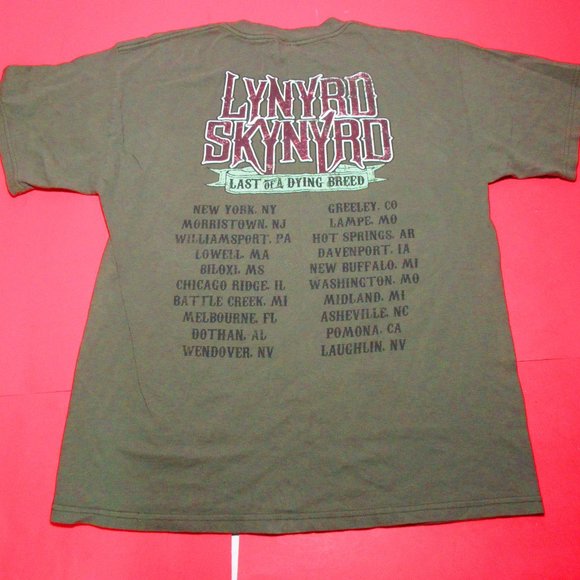 LYNYRD
SKYNYRD
LAST OF A DYING BREED
NEW YORK, NY
MORRISTOWN, NJ
WILLIAMSPORT, PA
LOWELL, MA
BILOXI, MS
CHICAGO RIDGE, IL
BATTLE CREEK, MI
MELBOURNE, FL
DOTHAN, AL
WENDOVER, NV
GREELEY, CO
LAMPE, MO
HOT SPRINGS, AR
DAVENPORT, IA
NEW BUFFALO, MI
WASHINGTON, MO
MIDLAND, MI
ASHEVILLE, NC
POMONA, CA
LAUGHLIN, NV